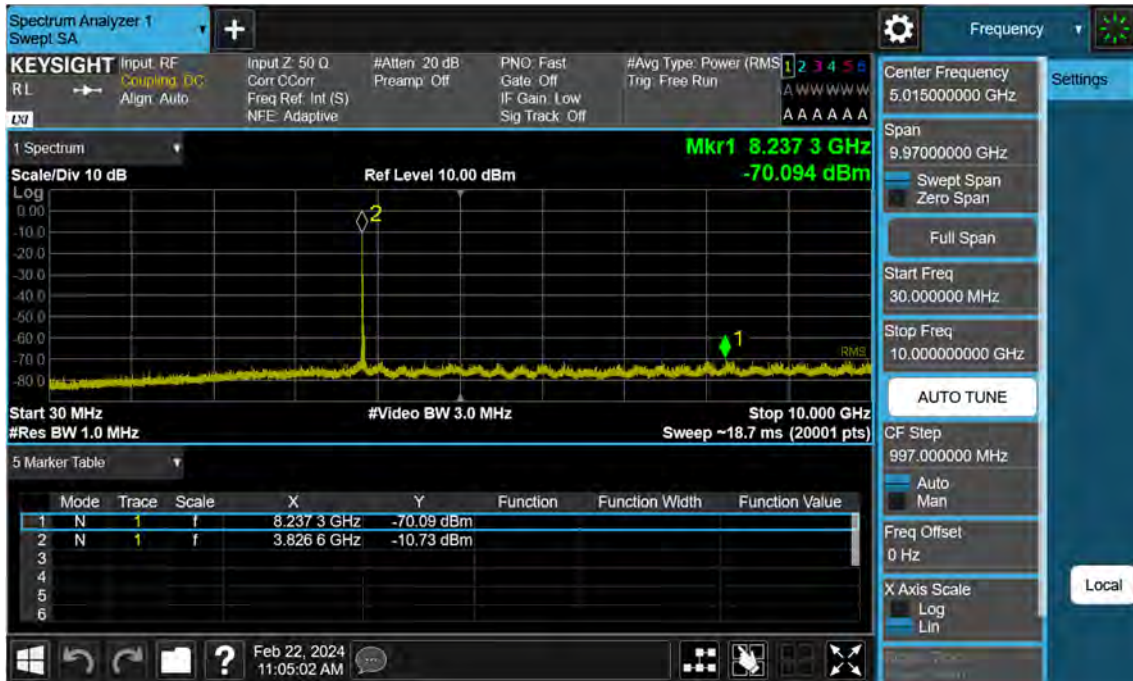 Spectrum Analyzer 1
Swept SA
+
Frequency
KEYSIGHT
RL
LXI
Input: RF
Coupling: DC
Align: Auto
Input Z: 50 Ω
Corr CCorr
Freq Ref: Int (S)
NFE: Adaptive
#Atten: 20 dB
Preamp: Off
PNO: Fast
Gate: Off
IF Gain: Low
Sig Track: Off
#Avg Type: Power (RMS
Trig: Free Run
1 2 3 4 5 6
A W W W W W
A A A A A A
1 Spectrum
Scale/Div 10 dB
Ref Level 10.00 dBm
Mkr1 8.237 3 GHz
-70.094 dBm
Log
0.00
-10.0
-20.0
-30.0
-40.0
-50.0
-60.0
-70.0
-80.0
2
1
RMS
Start 30 MHz
#Video BW 3.0 MHz
Stop 10.000 GHz
#Res BW 1.0 MHz
Sweep ~18.7 ms (20001 pts)
5 Marker Table
Mode Trace Scale X Y Function Function Width Function Value
1 N 1 f 8.237 3 GHz -70.09 dBm
2 N 1 f 3.826 6 GHz -10.73 dBm
3
4
5
6
Feb 22, 2024
11:05:02 AM
?
Center Frequency
5.015000000 GHz
Span
9.97000000 GHz
Swept Span
Zero Span
Full Span
Start Freq
30.000000 MHz
Stop Freq
10.000000000 GHz
AUTO TUNE
CF Step
997.000000 MHz
Auto
Man
Freq Offset
0 Hz
X Axis Scale
Log
Lin
Settings
Local